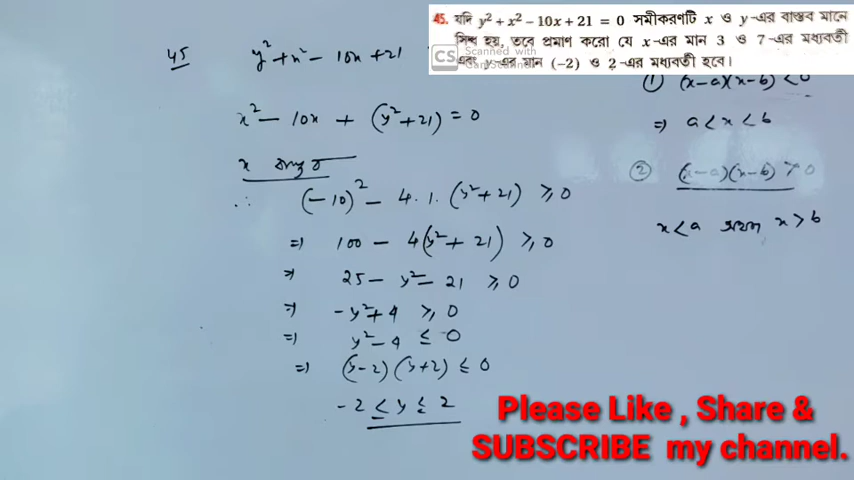 45. যদি y² + x² − 10x + 21 = 0 সমীকরণটি x ও y-এর বাস্তব মানে
সিদ্ধ হয়, তবে প্রমাণ করো যে x-এর মান 3 ও 7-এর মধ্যবর্তী
এবং y-এর মান (−2) ও 2-এর মধ্যবর্তী হবে।
CS
Scanned with
CamScanner
45 y² + x² − 10x + 21
x² − 10x + (y² + 21) = 0
x বাস্তব
∴ (−10)² − 4 . 1 . (y² + 21) ≥ 0
⇒ 100 − 4(y² + 21) ≥ 0
⇒ 25 − y² − 21 ≥ 0
⇒ −y² + 4 ≥ 0
⇒ y² − 4 ≤ 0
⇒ (y−2)(y+2) ≤ 0
−2 ≤ y ≤ 2
① (x−a)(x−b) < 0
⇒ a < x < b
② (x−a)(x−b) > 0
x < a অথবা x > b
Please Like , Share &
SUBSCRIBE my channel.